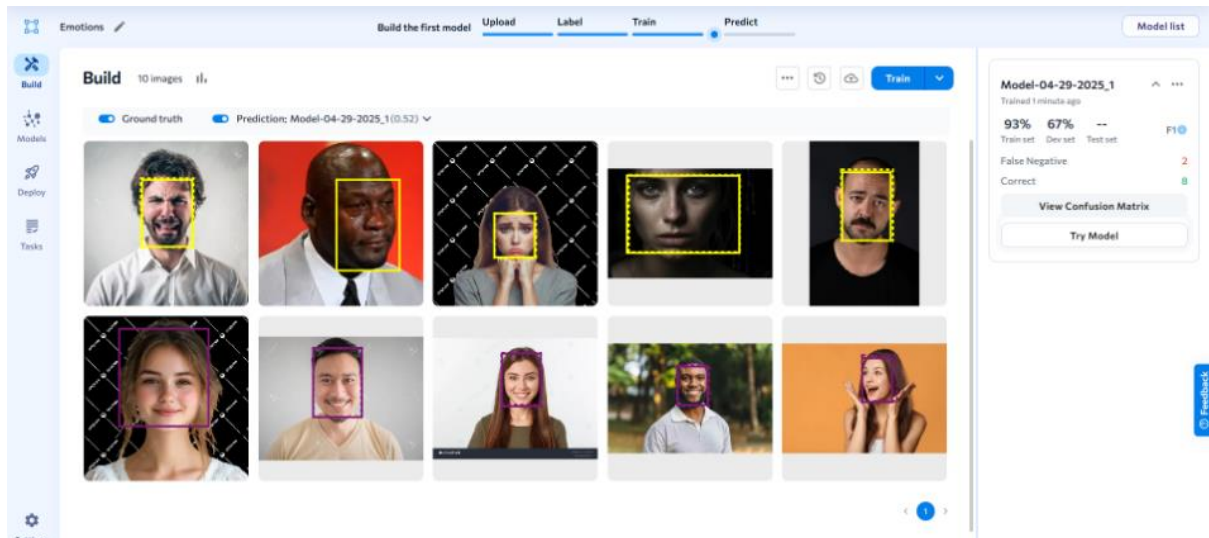 Emotions
Build the first model
Upload
Label
Train
Predict
Model list
Build
Models
Deploy
Tasks
Build
10 images
Train
Ground truth
Prediction: Model-04-29-2025_1(0.52)
Model-04-29-2025_1
Trained 1 minute ago
93% 67% --
Train set Dev set Test set
F1
False Negative 2
Correct 8
View Confusion Matrix
Try Model
Feedback
1